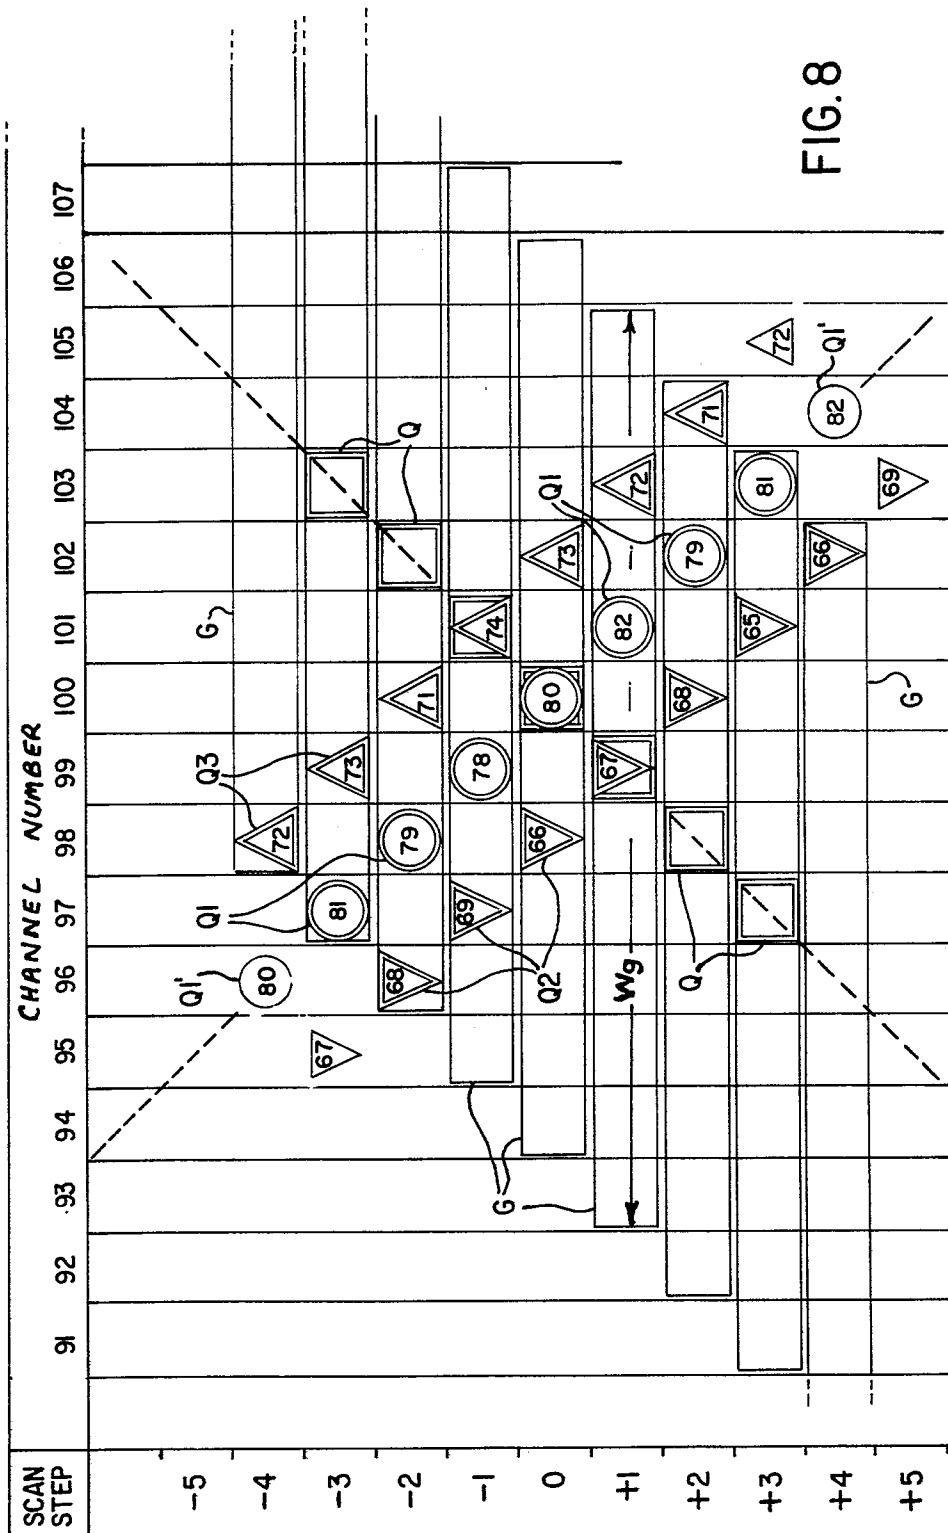 CHANNEL NUMBER
SCAN STEP 91 92 93 94 95 96 97 98 99 100 101 102 103 104 105 106 107
Q1' Q1 Q3 G
-5
-4 80 72
-3 67 81 73
-2 68 79 71 Q
-1 69 78 74
G Q2 Q1
0 66 80 73
+1 Wg 67 82 72
+2 Q 68 79 71
+3 65 81 72
+4 66 82 Q1'
+5 G 69
FIG. 8